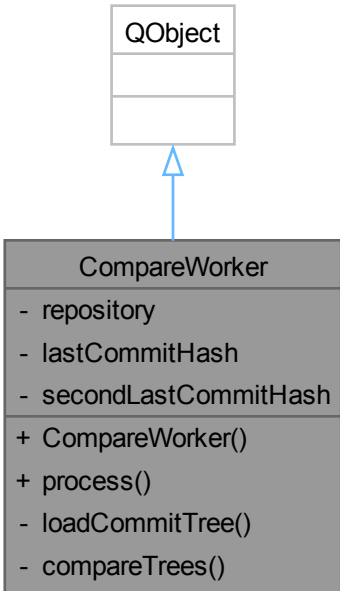 QObject
CompareWorker
- repository
- lastCommitHash
- secondLastCommitHash
+ CompareWorker()
+ process()
- loadCommitTree()
- compareTrees()